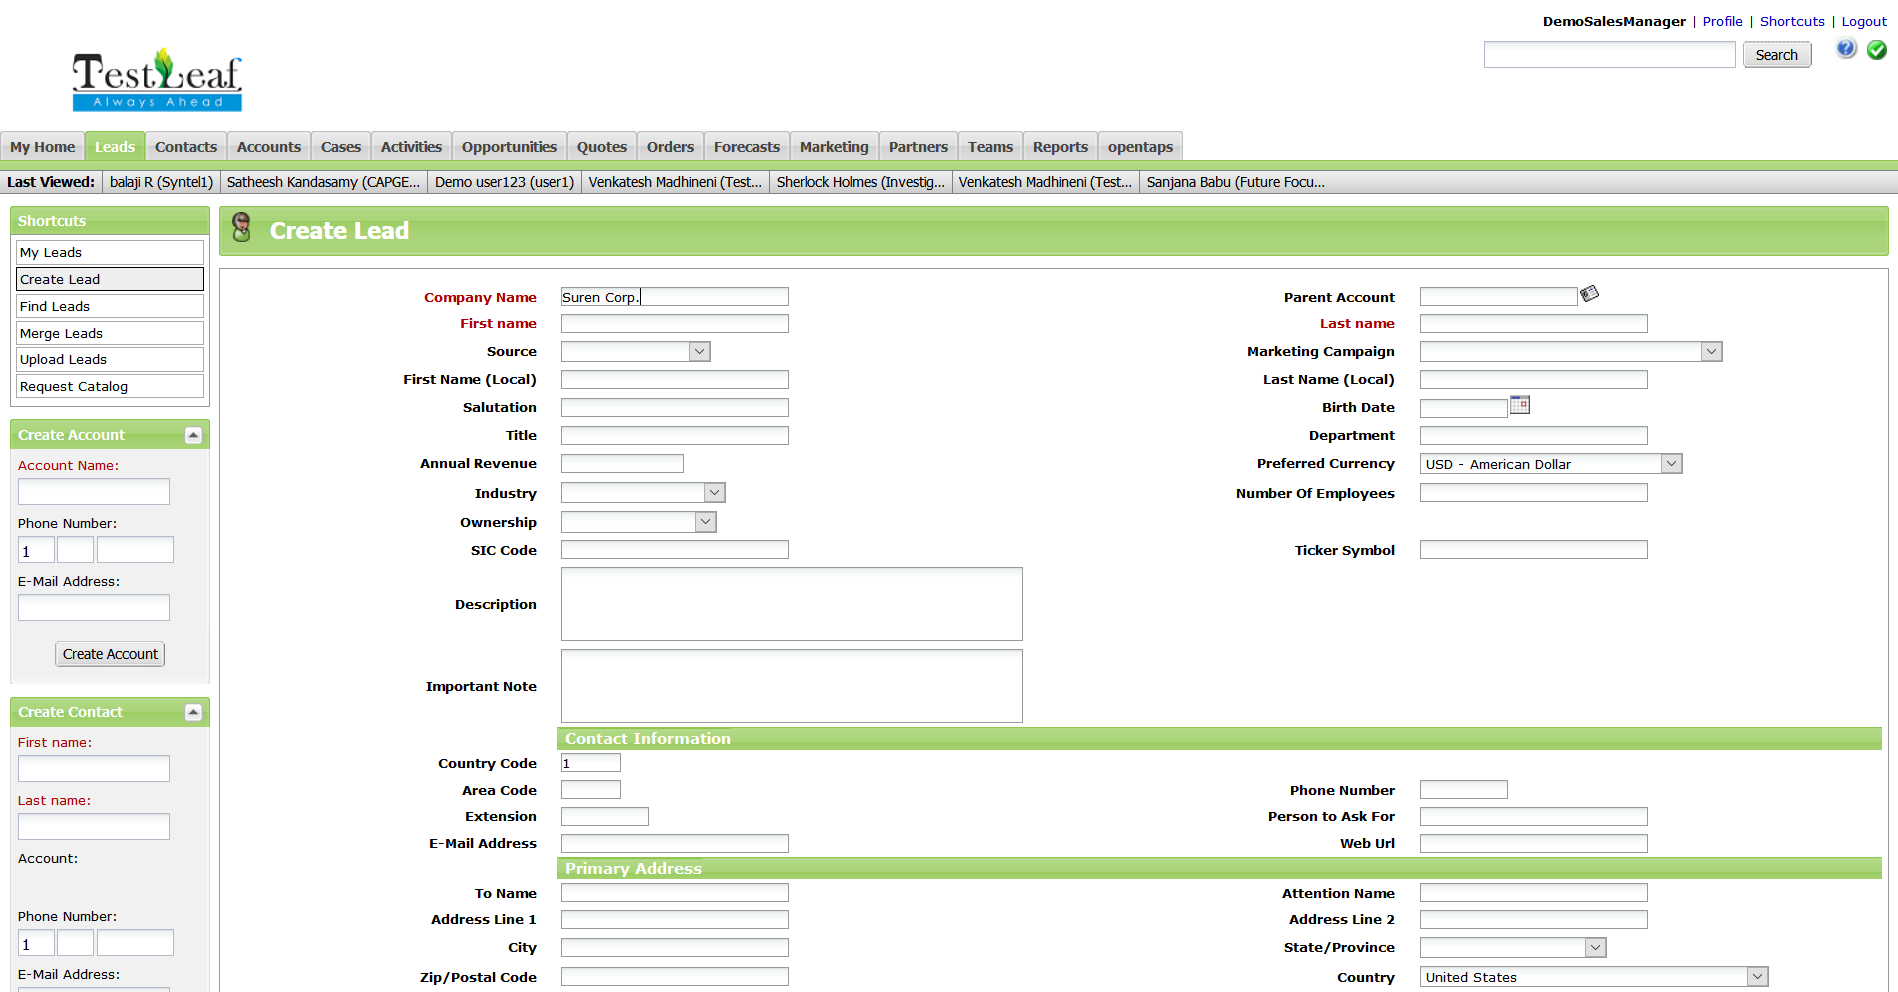 DemoSalesManager | Profile | Shortcuts | Logout
Search
TestLeaf
Always Ahead
My Home Leads Contacts Accounts Cases Activities Opportunities Quotes Orders Forecasts Marketing Partners Teams Reports opentaps
Last Viewed: balaji R (Syntel1) Satheesh Kandasamy (CAPGE... Demo user123 (user1) Venkatesh Madhineni (Test... Sherlock Holmes (Investig... Venkatesh Madhineni (Test... Sanjana Babu (Future Focu...
Shortcuts
My Leads
Create Lead
Find Leads
Merge Leads
Upload Leads
Request Catalog
Create Account
Account Name:
Phone Number:
1
E-Mail Address:
Create Account
Create Contact
First name:
Last name:
Account:
Phone Number:
1
E-Mail Address:
Create Lead
Company Name Suren Corp. Parent Account
First name Last name
Source Marketing Campaign
First Name (Local) Last Name (Local)
Salutation Birth Date
Title Department
Annual Revenue Preferred Currency USD - American Dollar
Industry Number Of Employees
Ownership
SIC Code Ticker Symbol
Description
Important Note
Contact Information
Country Code 1
Area Code Phone Number
Extension Person to Ask For
E-Mail Address Web Url
Primary Address
To Name Attention Name
Address Line 1 Address Line 2
City State/Province
Zip/Postal Code Country United States